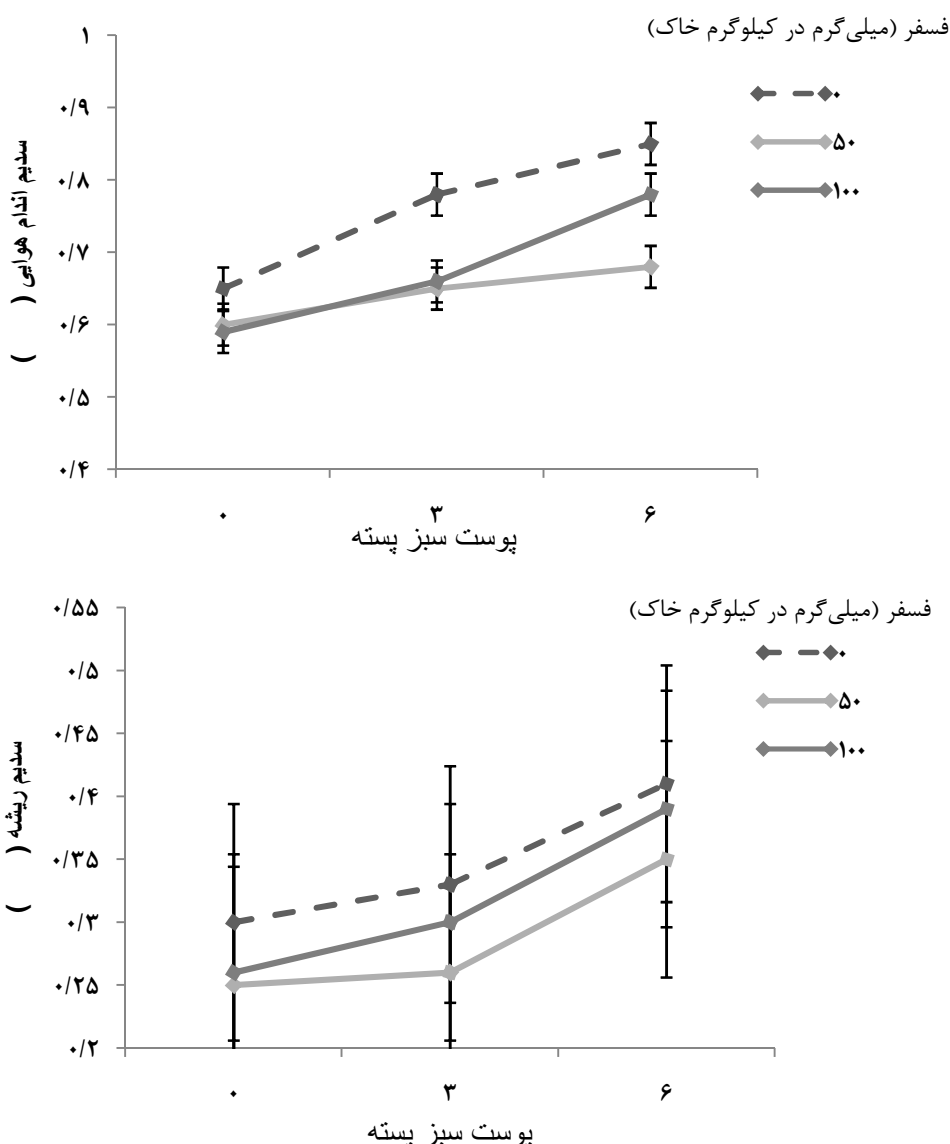 فسفر (میلی‌گرم در کیلوگرم خاک)
۰
۵۰
۱۰۰
۱
۰/۹
۰/۸
۰/۷
۰/۶
۰/۵
۰/۴
سدیم اندام هوایی ( )
۰ ۳ ۶
پوست سبز پسته
فسفر (میلی‌گرم در کیلوگرم خاک)
۰
۵۰
۱۰۰
۰/۵۵
۰/۵
۰/۴۵
۰/۴
۰/۳۵
۰/۳
۰/۲۵
۰/۲
سدیم ریشه ( )
۰ ۳ ۶
پوست سبز پسته